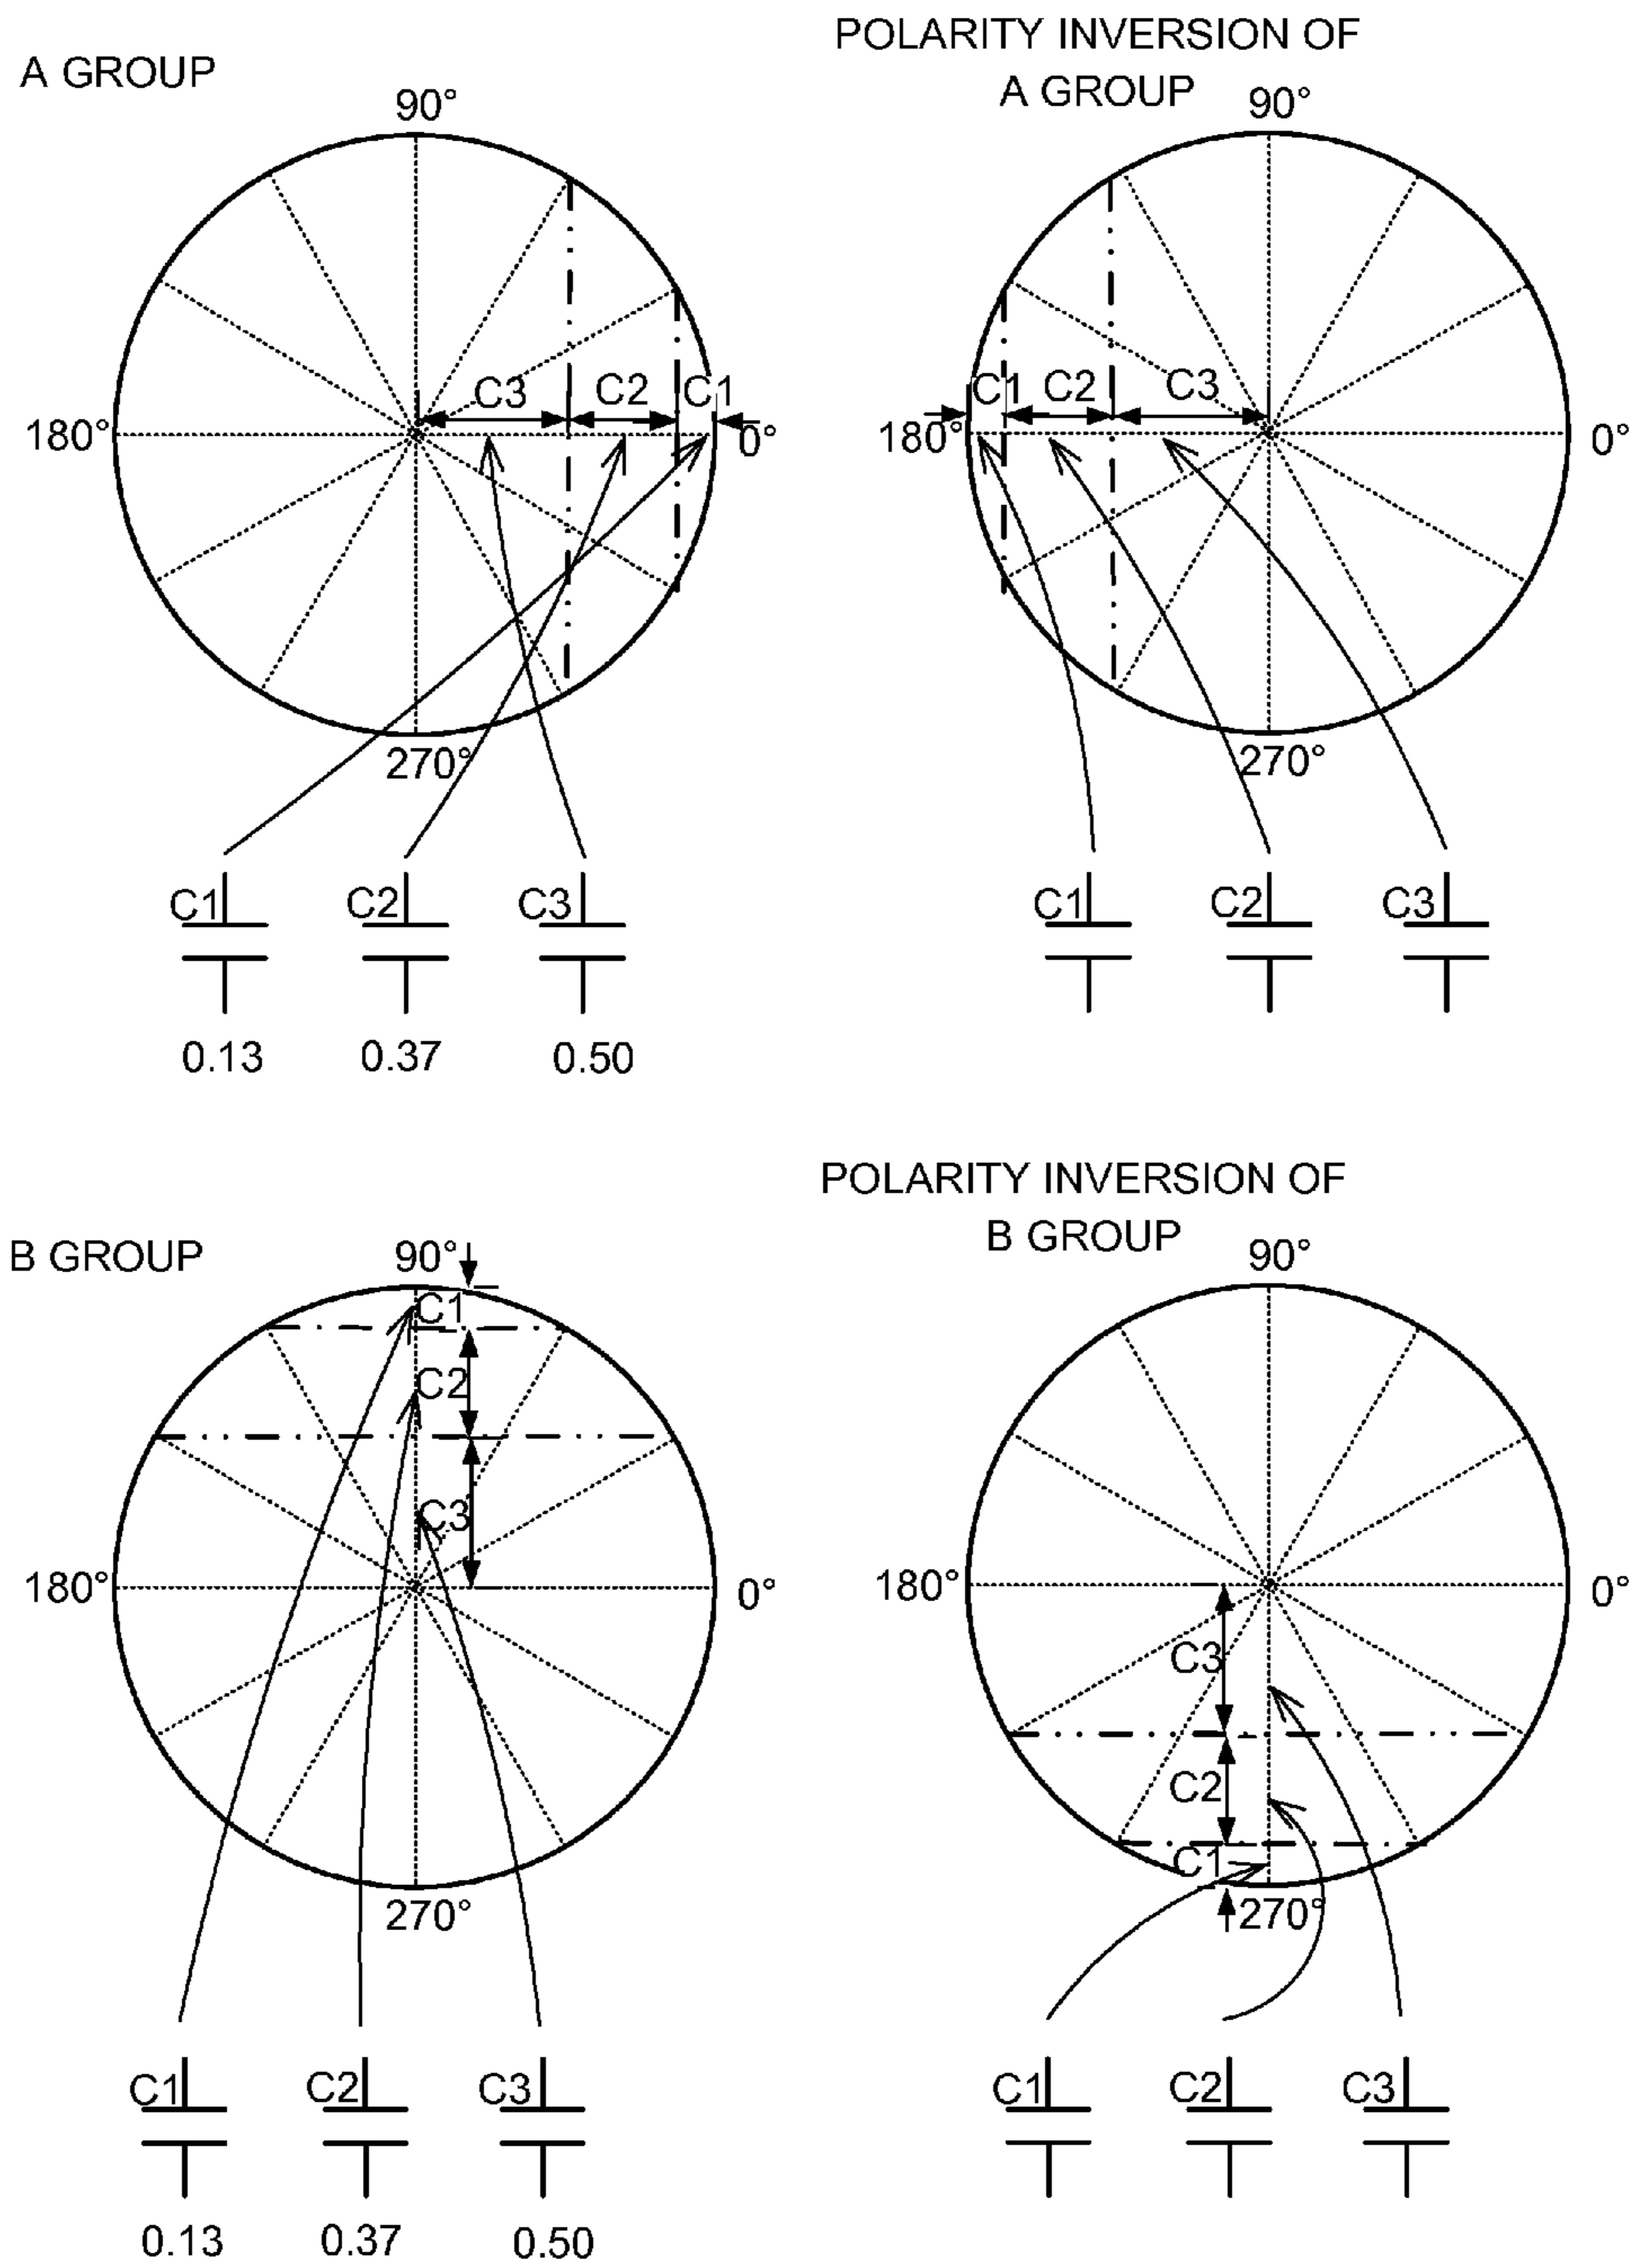 A GROUP
90°
C3
C2
C1
180°
0°
270°
C1
C2
C3
0.13
0.37
0.50
POLARITY INVERSION OF
A GROUP
90°
C1
C2
C3
180°
0°
270°
C1
C2
C3
B GROUP
90°
C1
C2
C3
180°
0°
270°
C1
C2
C3
0.13
0.37
0.50
POLARITY INVERSION OF
B GROUP
90°
180°
0°
C3
C2
C1
270°
C1
C2
C3